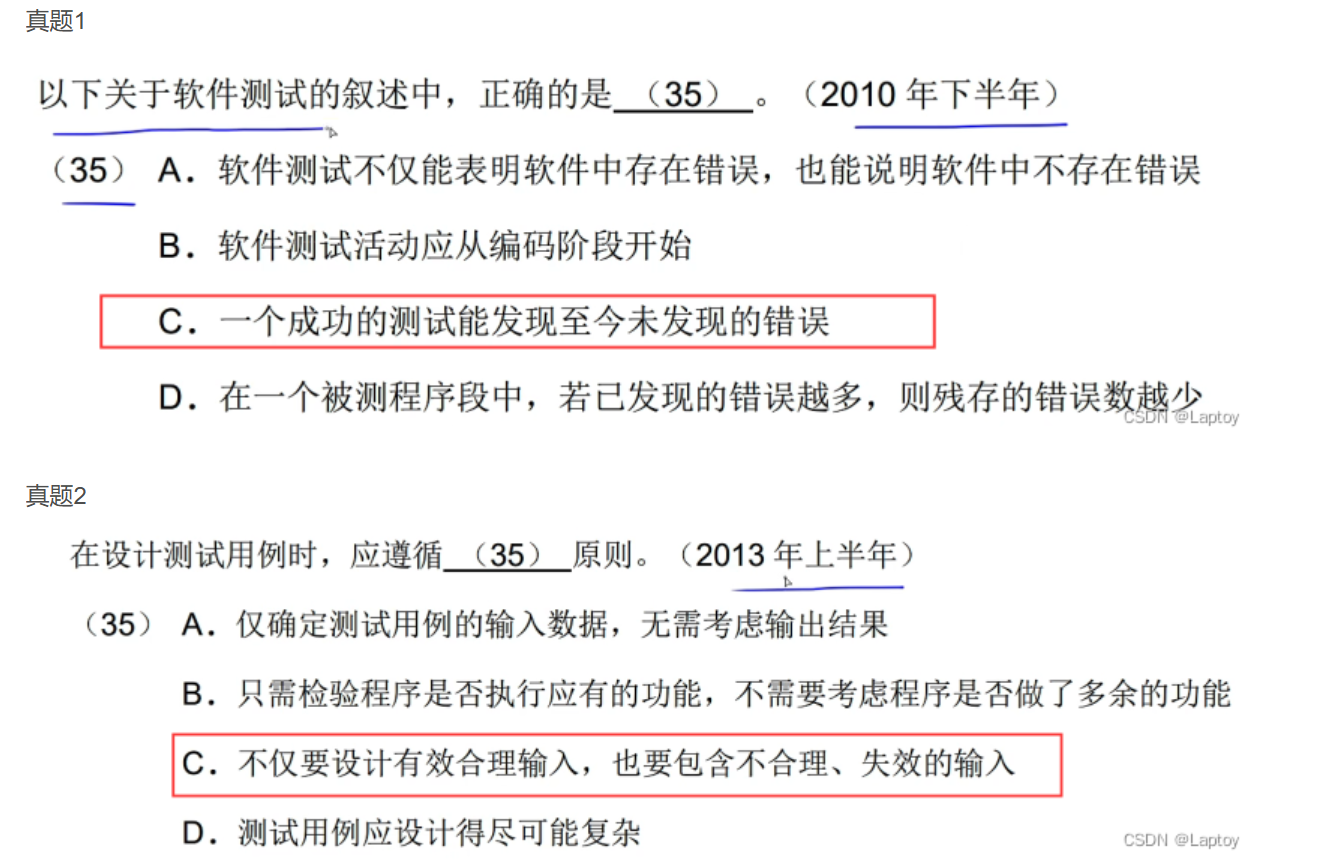 真题1
以下关于软件测试的叙述中，正确的是（35）。（2010 年下半年）
（35） A．软件测试不仅能表明软件中存在错误，也能说明软件中不存在错误
B．软件测试活动应从编码阶段开始
C．一个成功的测试能发现至今未发现的错误
D．在一个被测程序段中，若已发现的错误越多，则残存的错误数越少
CSDN @Laptoy
真题2
在设计测试用例时，应遵循（35）原则。（2013 年上半年）
（35） A．仅确定测试用例的输入数据，无需考虑输出结果
B．只需检验程序是否执行应有的功能，不需要考虑程序是否做了多余的功能
C．不仅要设计有效合理输入，也要包含不合理、失效的输入
D．测试用例应设计得尽可能复杂
CSDN @Laptoy